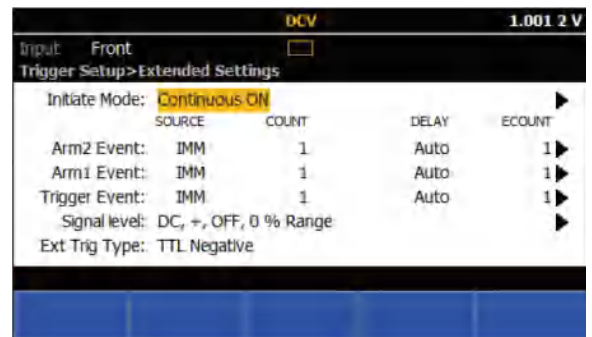 DCV 1.001 2 V
Input Front
Trigger Setup>Extended Settings
Initiate Mode: Continuous ON
SOURCE COUNT DELAY ECOUNT
Arm2 Event: IMM 1 Auto 1
Arm1 Event: IMM 1 Auto 1
Trigger Event: IMM 1 Auto 1
Signal level: DC, +, OFF, 0 % Range
Ext Trig Type: TTL Negative